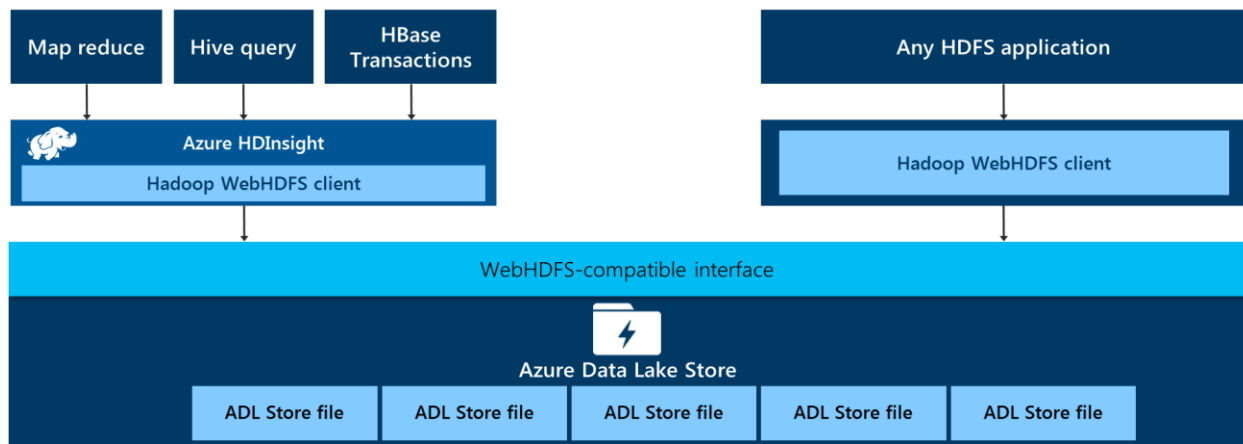 Map reduce
Hive query
HBase
Transactions
Any HDFS application
Azure HDInsight
Hadoop WebHDFS client
Hadoop WebHDFS client
WebHDFS-compatible interface
Azure Data Lake Store
ADL Store file
ADL Store file
ADL Store file
ADL Store file
ADL Store file